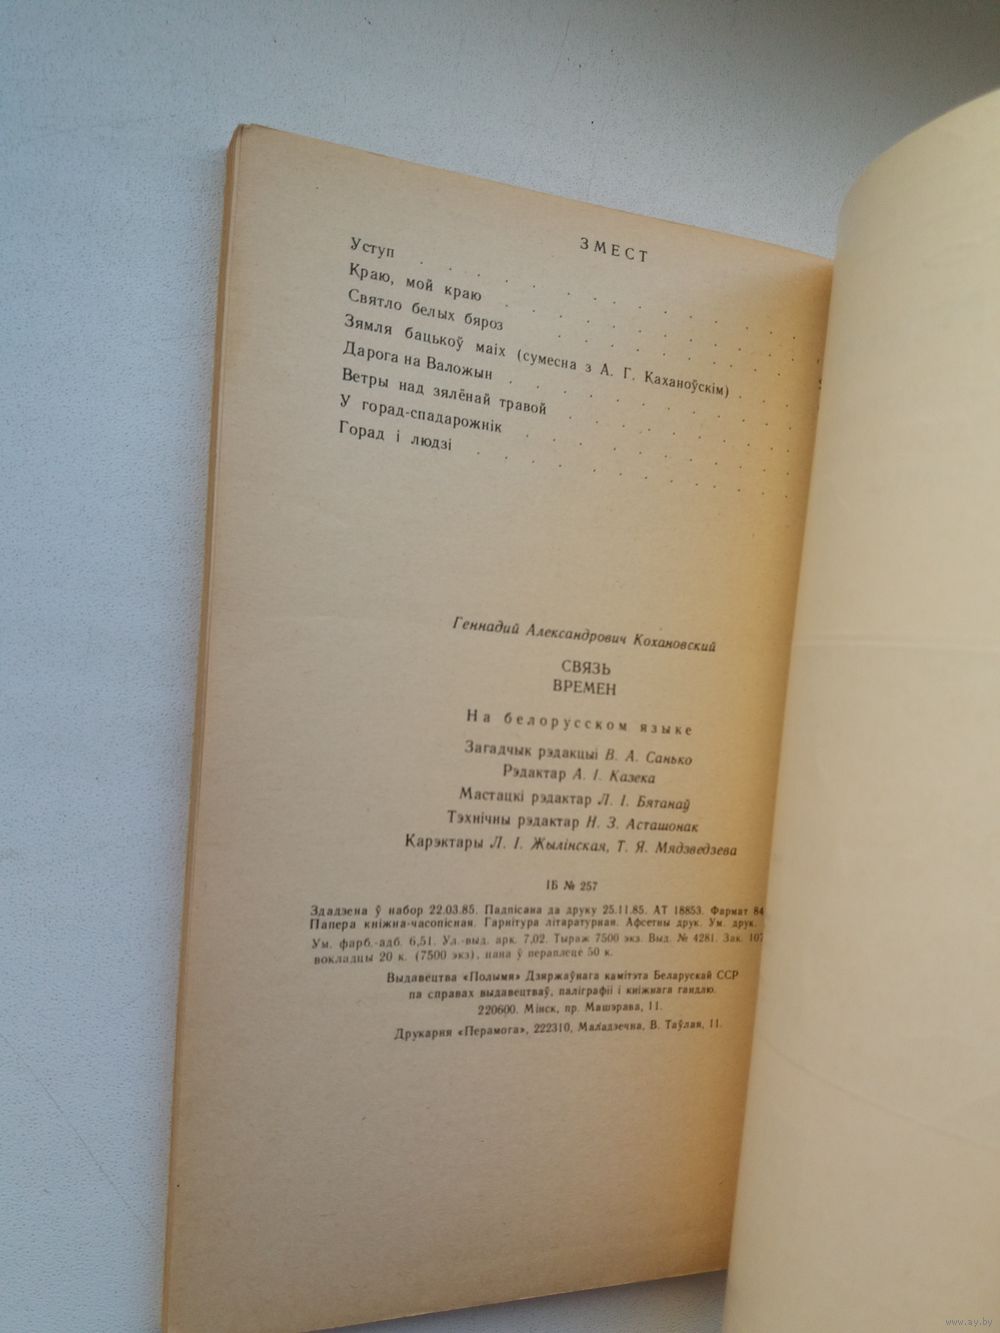 ЗМЕСТ
Уступ . . . . . . . . . . .
Краю, мой краю . . . . . . . . . .
Святло белых бяроз . . . . . . . . . .
Зямля бацькоў маіх (сумесна з А. Г. Каханоўскім) . . .
Дарога на Валожын . . . . . . . . . .
Ветры над зялёнай травой . . . . . . . .
У горад-спадарожнік . . . . . . . . . .
Горад і людзі . . . . . . . . . . . .
Геннадий Александрович Кохановский
СВЯЗЬ
ВРЕМЕН
На белорусском языке
Загадчык рэдакцыі В. А. Санько
Рэдактар А. І. Казека
Мастацкі рэдактар Л. І. Бятанаў
Тэхнічны рэдактар Н. З. Асташонак
Карэктары Л. І. Жылінская, Т. Я. Мядзведзева
ІБ № 257
Здадзена ў набор 22.03.85. Падпісана да друку 25.11.85. АТ 18853. Фармат 84
Папера кніжна-часопісная. Гарнітура літаратурная. Афсетны друк. Ум. друк.
Ум. фарб.-адб. 6,51. Ул.-выд. арк. 7,02. Тыраж 7500 экз. Выд. № 4281. Зак. 107
вокладцы 20 к. (7500 экз), цана ў пераплёце 50 к.
Выдавецтва «Полымя» Дзяржаўнага камітэта Беларускай ССР
па справах выдавецтваў, паліграфіі і кніжнага гандлю.
220600. Мінск, пр. Машэрава, 11.
Друкарня «Перамога», 222310, Маладзечна, В. Таўлая, 11.
www.ay.by